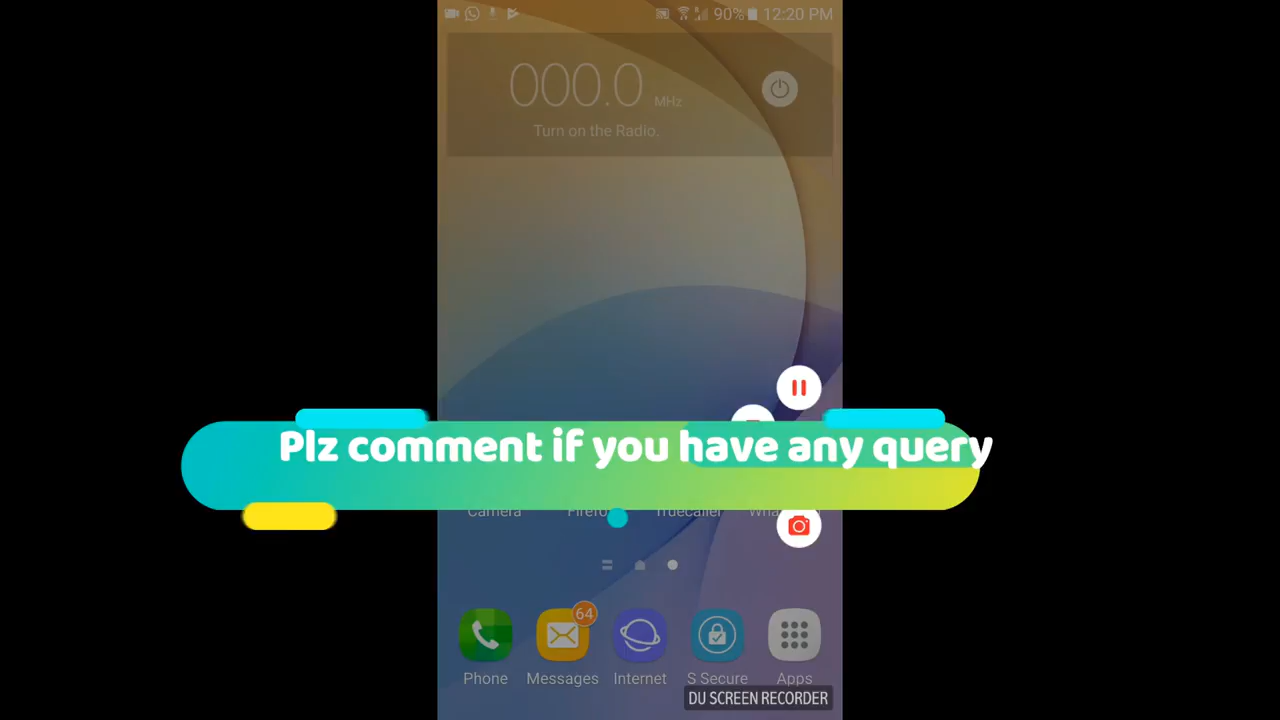 90% 12:20 PM
000.0 MHz
Turn on the Radio.
Plz comment if you have any query
Camera Truecaller
64
Phone Messages Internet S Secure Apps
DU SCREEN RECORDER